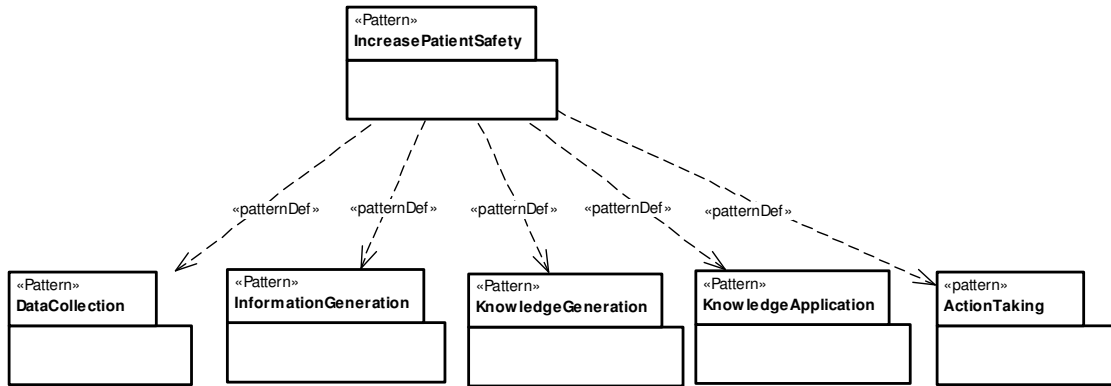 «Pattern»
IncreasePatientSafety
«patternDef»
«patternDef»
«patternDef»
«patternDef»
«patternDef»
«Pattern»
DataCollection
«Pattern»
InformationGeneration
«Pattern»
KnowledgeGeneration
«Pattern»
KnowledgeApplication
«pattern»
ActionTaking